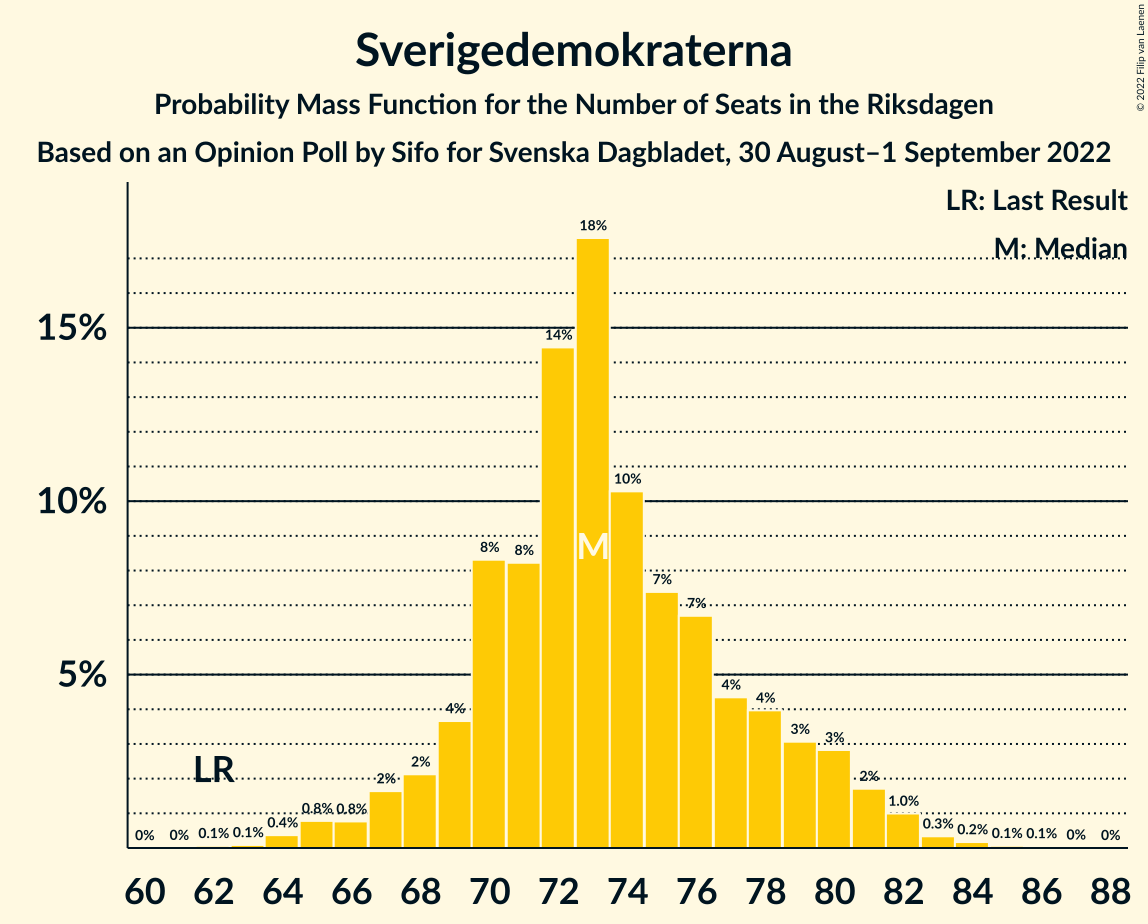 Sverigedemokraterna
Probability Mass Function for the Number of Seats in the Riksdagen
Based on an Opinion Poll by Sifo for Svenska Dagbladet, 30 August–1 September 2022
© 2022 Filip van Laenen
LR: Last Result
M: Median
15%
10%
5%
0% 0% 0.1% 0.1% 0.4% 0.8% 0.8% 2% 2% 4% 8% 8% 14% 18% 10% 7% 7% 4% 4% 3% 3% 2% 1.0% 0.3% 0.2% 0.1% 0.1% 0% 0%
LR
M
60 62 64 66 68 70 72 74 76 78 80 82 84 86 88